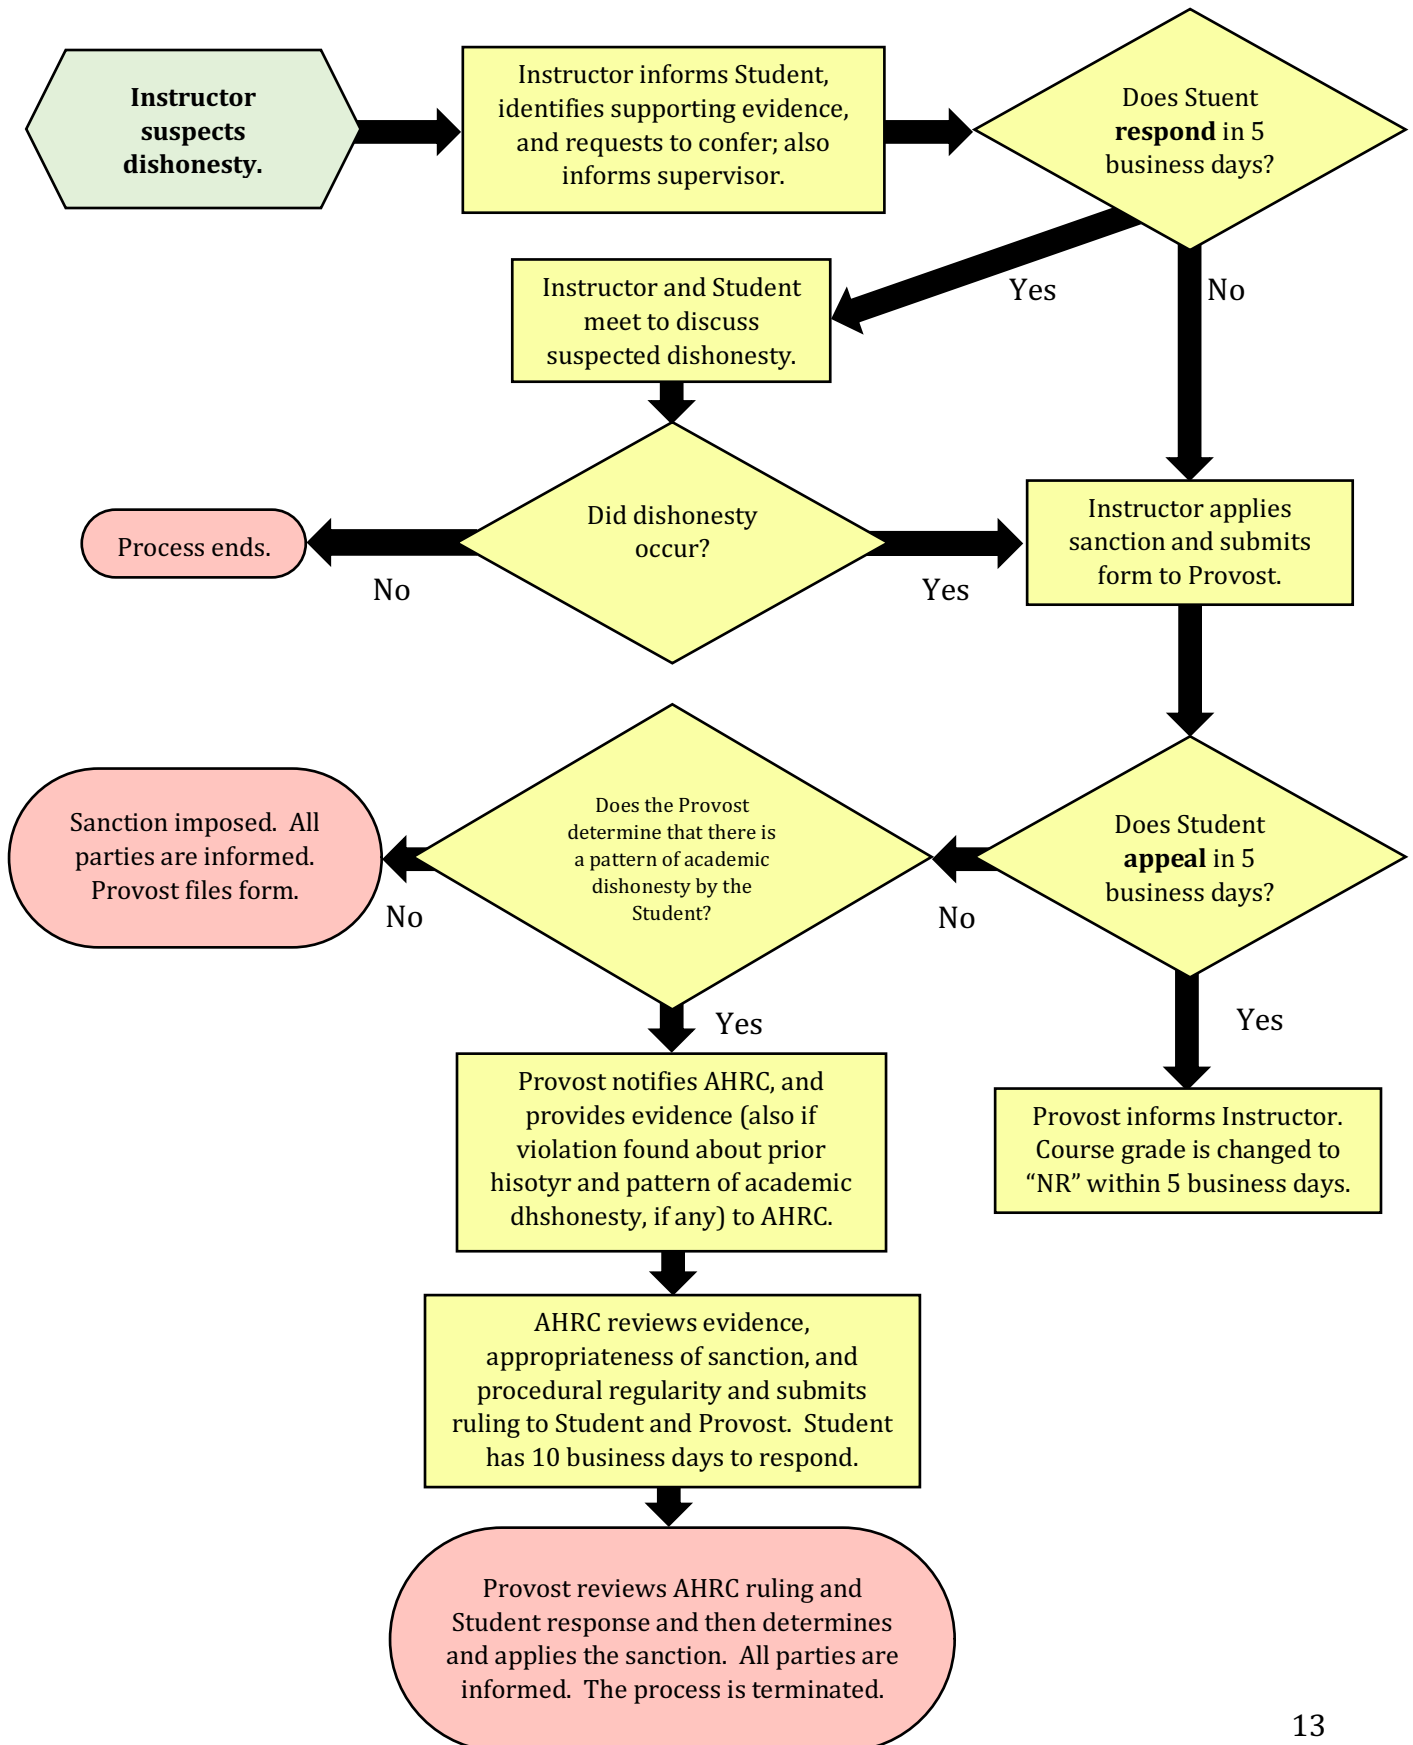 Instructor
suspects
dishonesty.
Instructor informs Student,
identifies supporting evidence,
and requests to confer; also
informs supervisor.
Does Stuent
respond in 5
business days?
Yes
No
Instructor and Student
meet to discuss
suspected dishonesty.
Did dishonesty
occur?
No
Yes
Process ends.
Instructor applies
sanction and submits
form to Provost.
Does Student
appeal in 5
business days?
No
Yes
Does the Provost
determine that there is
a pattern of academic
dishonesty by the
Student?
No
Yes
Sanction imposed.  All
parties are informed.
Provost files form.
Provost informs Instructor.
Course grade is changed to
“NR” within 5 business days.
Provost notifies AHRC, and
provides evidence (also if
violation found about prior
hisotyr and pattern of academic
dhshonesty, if any) to AHRC.
AHRC reviews evidence,
appropriateness of sanction, and
procedural regularity and submits
ruling to Student and Provost.  Student
has 10 business days to respond.
Provost reviews AHRC ruling and
Student response and then determines
and applies the sanction.  All parties are
informed.  The process is terminated.
13